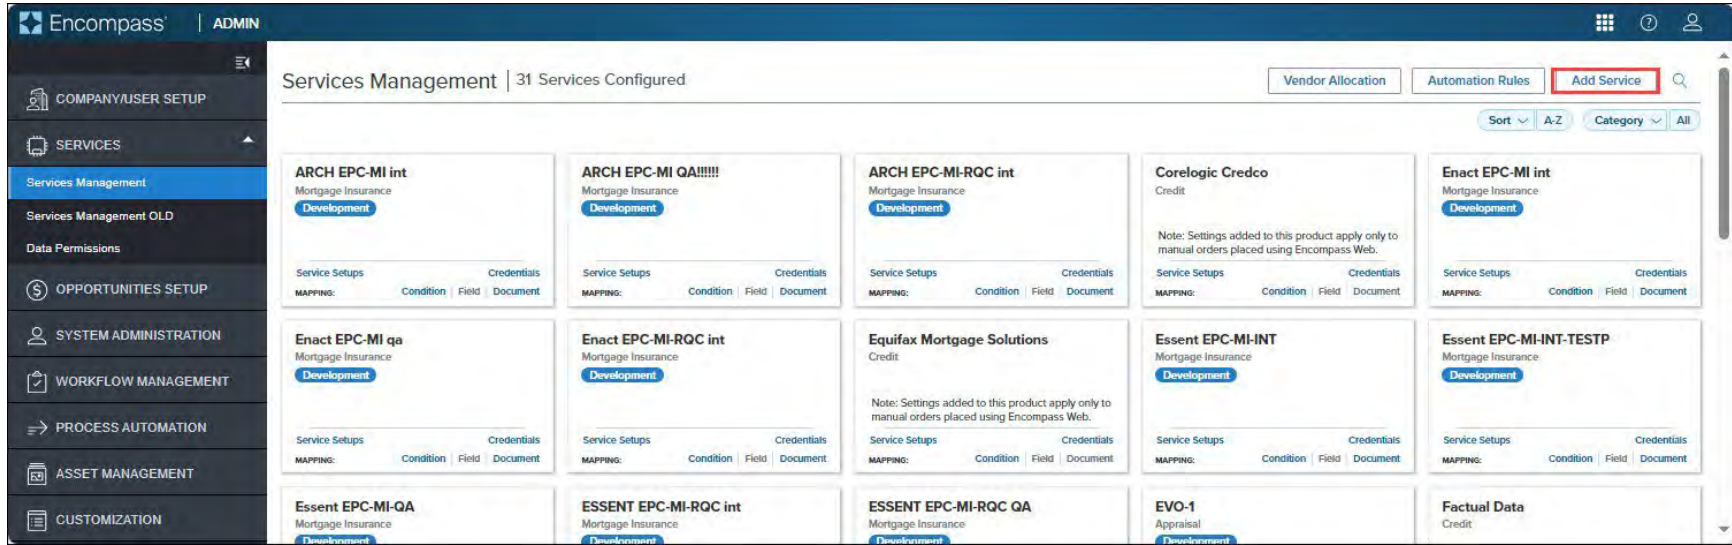 Encompass | ADMIN
COMPANY/USER SETUP
SERVICES
Services Management
Services Management OLD
Data Permissions
OPPORTUNITIES SETUP
SYSTEM ADMINISTRATION
WORKFLOW MANAGEMENT
PROCESS AUTOMATION
ASSET MANAGEMENT
CUSTOMIZATION
Services Management | 31 Services Configured
Vendor Allocation Automation Rules Add Service
Sort A-Z Category All
ARCH EPC-MI int
Mortgage Insurance
Development
Service Setups Credentials
MAPPING: Condition | Field | Document
ARCH EPC-MI QA!!!!!!
Mortgage Insurance
Development
Service Setups Credentials
MAPPING: Condition | Field | Document
ARCH EPC-MI-RQC int
Mortgage Insurance
Development
Service Setups Credentials
MAPPING: Condition | Field | Document
Corelogic Credco
Credit
Note: Settings added to this product apply only to
manual orders placed using Encompass Web.
Service Setups Credentials
MAPPING: Condition | Field | Document
Enact EPC-MI int
Mortgage Insurance
Development
Service Setups Credentials
MAPPING: Condition | Field | Document
Enact EPC-MI qa
Mortgage Insurance
Development
Service Setups Credentials
MAPPING: Condition | Field | Document
Enact EPC-MI-RQC int
Mortgage Insurance
Development
Service Setups Credentials
MAPPING: Condition | Field | Document
Equifax Mortgage Solutions
Credit
Note: Settings added to this product apply only to
manual orders placed using Encompass Web.
Service Setups Credentials
MAPPING: Condition | Field | Document
Essent EPC-MI-INT
Mortgage Insurance
Development
Service Setups Credentials
MAPPING: Condition | Field | Document
Essent EPC-MI-INT-TESTP
Mortgage Insurance
Development
Service Setups Credentials
MAPPING: Condition | Field | Document
Essent EPC-MI-QA
Mortgage Insurance
Development
ESSENT EPC-MI-RQC int
Mortgage Insurance
Development
ESSENT EPC-MI-RQC QA
Mortgage Insurance
Development
EVO-1
Appraisal
Development
Factual Data
Credit